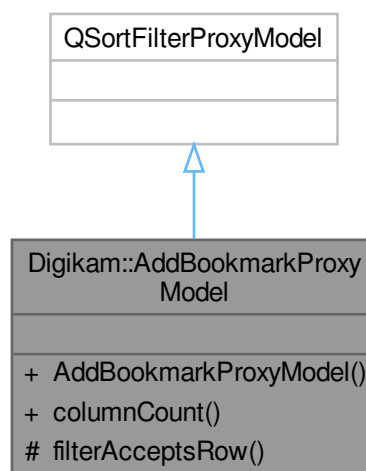 QSortFilterProxyModel
Digikam::AddBookmarkProxy
Model
+ AddBookmarkProxyModel()
+ columnCount()
# filterAcceptsRow()